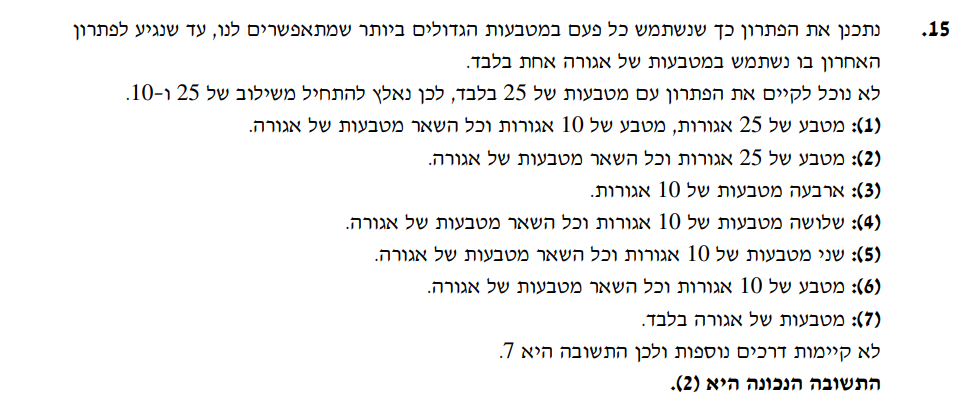 15. נתכנן את הפתרון כך שנשתמש כל פעם במטבעות הגדולים ביותר שמתאפשרים לנו, עד שנגיע לפתרון
האחרון בו נשתמש במטבעות של אגורה אחת בלבד.
לא נוכל לקיים את הפתרון עם מטבעות של 25 בלבד, לכן נאלץ להתחיל משילוב של 25 ו-10.
(1): מטבע של 25 אגורות, מטבע של 10 אגורות וכל השאר מטבעות של אגורה.
(2): מטבע של 25 אגורות וכל השאר מטבעות של אגורה.
(3): ארבעה מטבעות של 10 אגורות.
(4): שלושה מטבעות של 10 אגורות וכל השאר מטבעות של אגורה.
(5): שני מטבעות של 10 אגורות וכל השאר מטבעות של אגורה.
(6): מטבע של 10 אגורות וכל השאר מטבעות של אגורה.
(7): מטבעות של אגורה בלבד.
לא קיימות דרכים נוספות ולכן התשובה היא 7.
התשובה הנכונה היא (2).